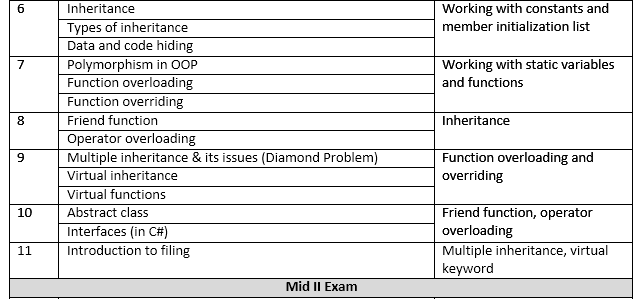 6
Inheritance
Types of inheritance
Data and code hiding
Working with constants and
member initialization list
7
Polymorphism in OOP
Function overloading
Function overriding
Working with static variables
and functions
8
Friend function
Operator overloading
Inheritance
9
Multiple inheritance & its issues (Diamond Problem)
Virtual inheritance
Virtual functions
Function overloading and
overriding
10
Abstract class
Interfaces (in C#)
Friend function, operator
overloading
11
Introduction to filing
Multiple inheritance, virtual
keyword
Mid II Exam